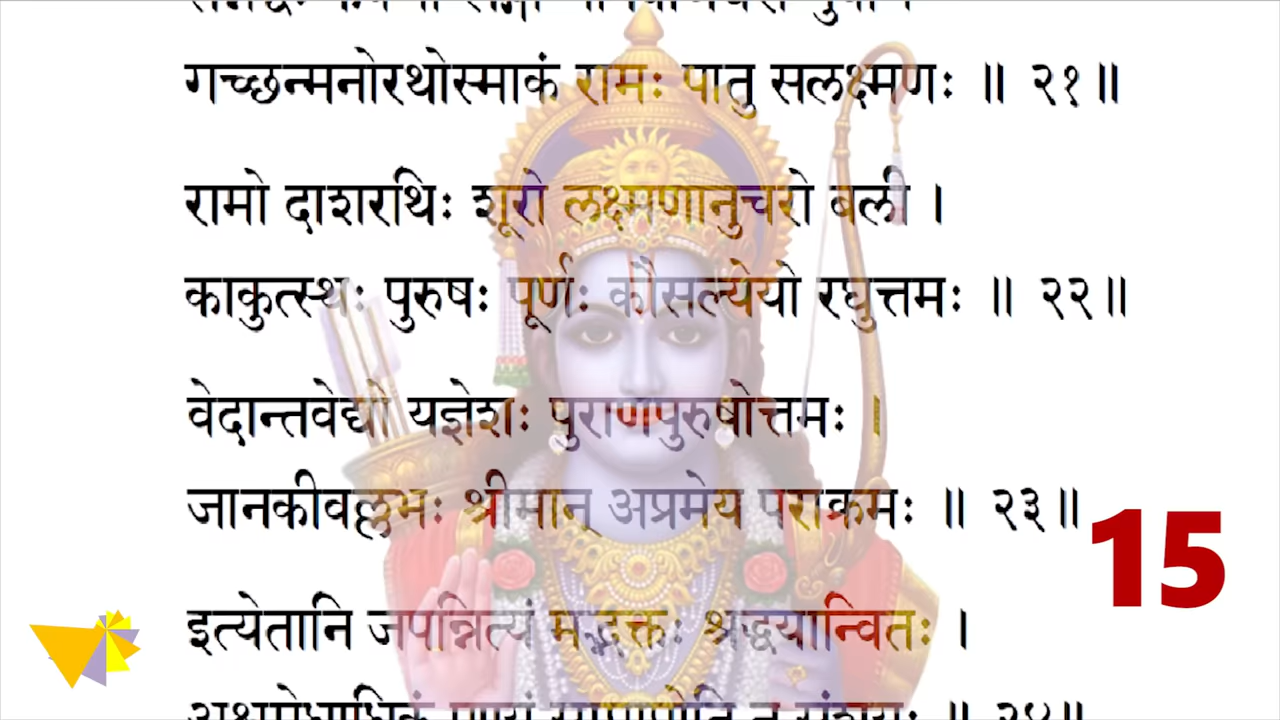 गच्छन्मनोरथोस्माकं रामः पातु सलक्ष्मणः ॥ २१॥
रामो दाशरथिः शूरो लक्ष्मणानुचरो बली ।
काकुत्स्थः पुरुषः पूर्णः कौसल्येयो रघुत्तमः ॥ २२॥
वेदान्तवेद्यो यज्ञेशः पुराणपुरुषोत्तमः ।
जानकीवल्लभः श्रीमान् अप्रमेय पराक्रमः ॥ २३॥
15
इत्येतानि जपन्नित्यं मद्भक्तः श्रद्धयान्वितः ।